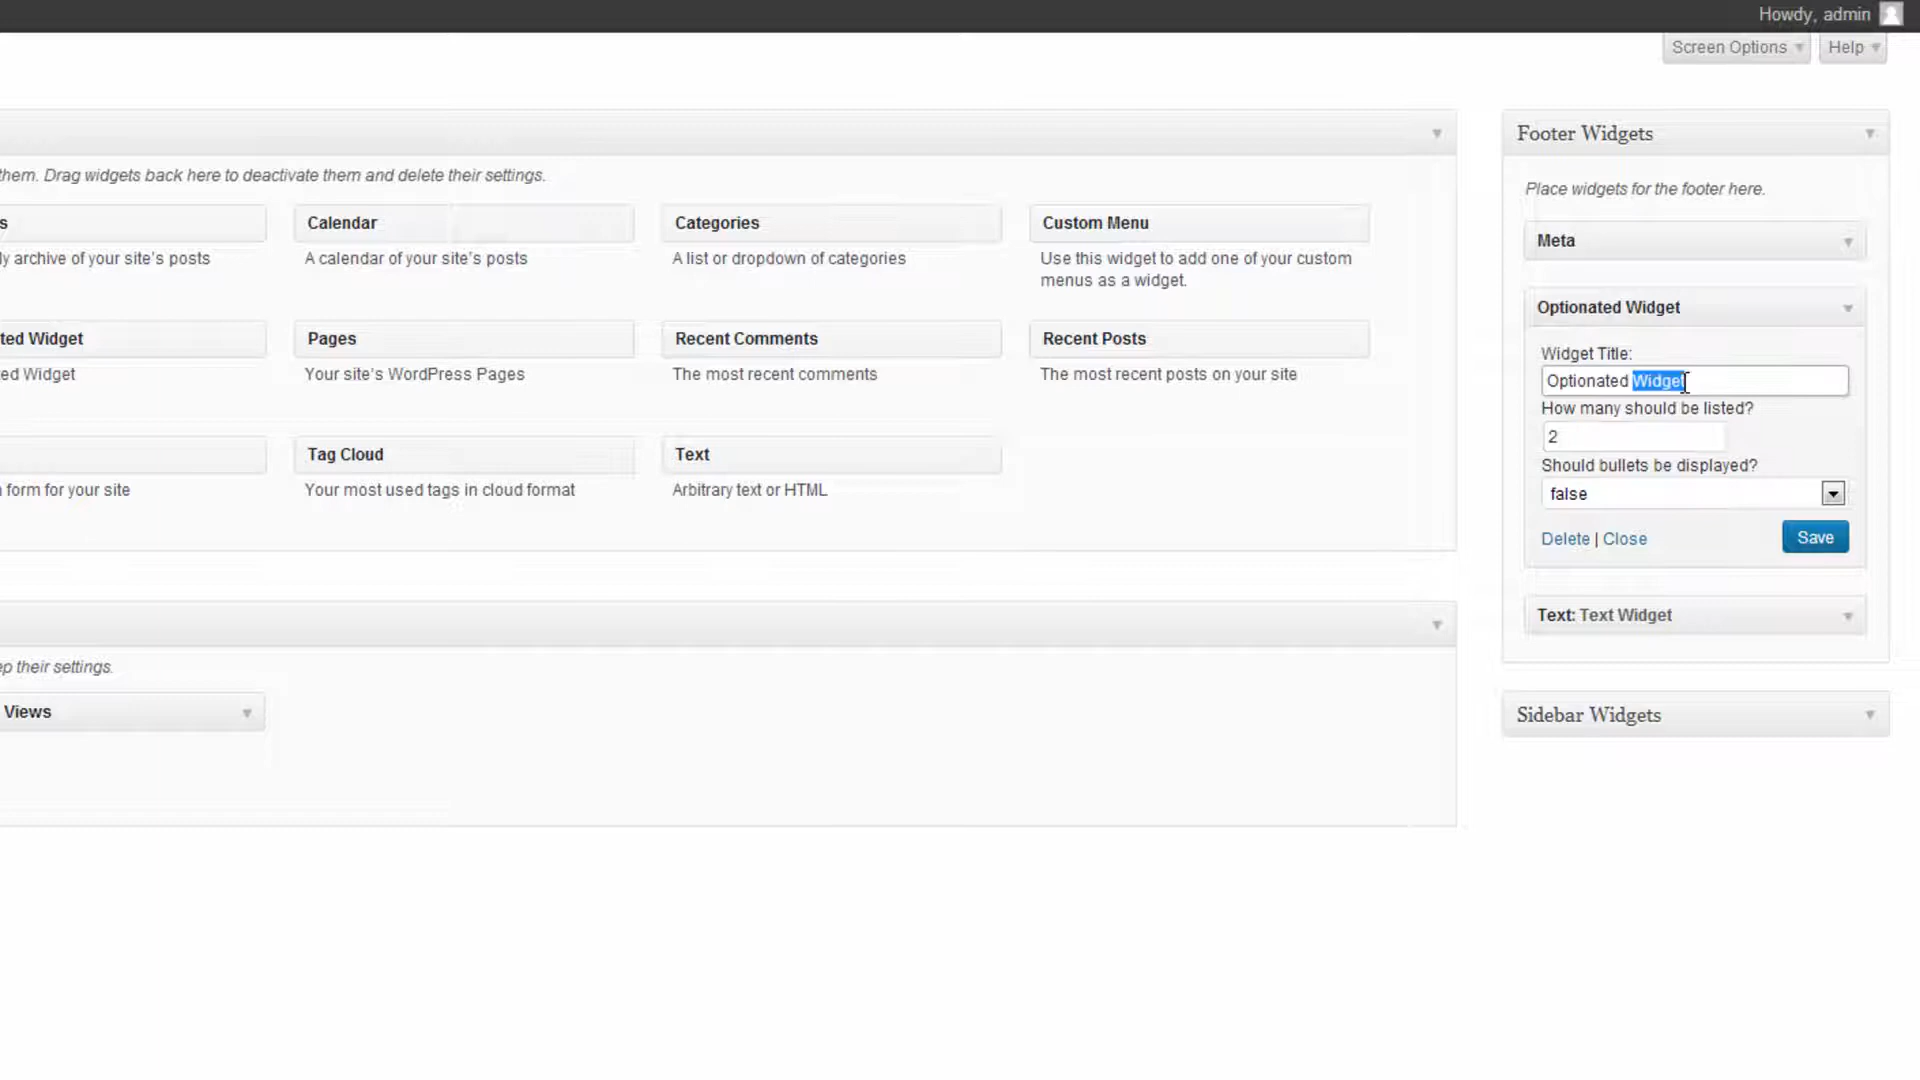 Howdy, admin
Screen Options Help
Footer Widgets
them. Drag widgets back here to deactivate them and delete their settings.
Place widgets for the footer here.
s Calendar Categories Custom Menu
ly archive of your site's posts A calendar of your site's posts A list or dropdown of categories Use this widget to add one of your custom
menus as a widget.
Meta
Optionated Widget
ted Widget Pages Recent Comments Recent Posts
ed Widget Your site's WordPress Pages The most recent comments The most recent posts on your site
Widget Title:
Optionated Widget
How many should be listed?
2
Should bullets be displayed?
false
Tag Cloud Text
form for your site Your most used tags in cloud format Arbitrary text or HTML
Delete | Close Save
Text: Text Widget
ep their settings.
Views
Sidebar Widgets